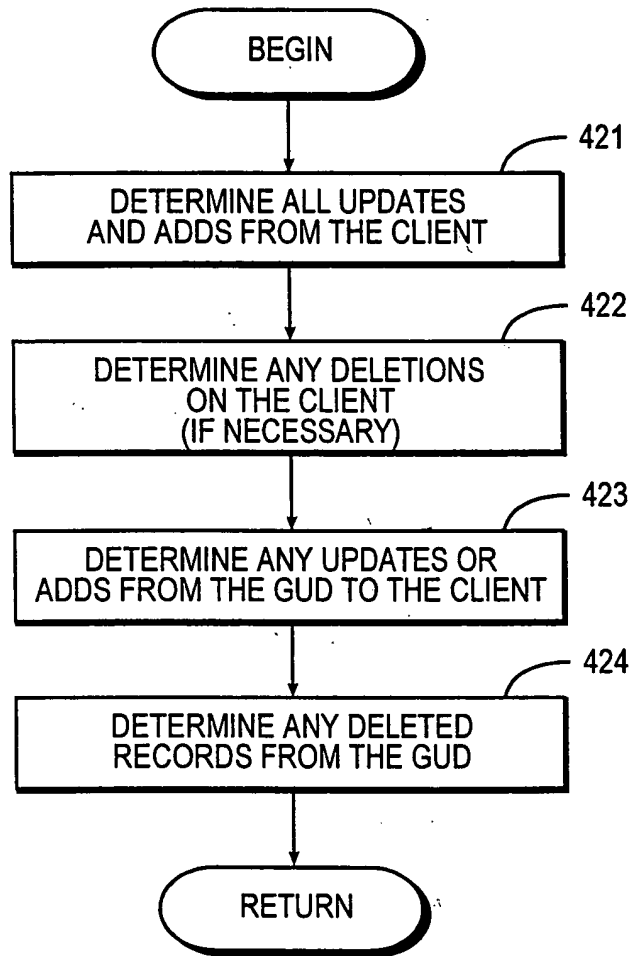 BEGIN
421
DETERMINE ALL UPDATES
AND ADDS FROM THE CLIENT
422
DETERMINE ANY DELETIONS
ON THE CLIENT
(IF NECESSARY)
423
DETERMINE ANY UPDATES OR
ADDS FROM THE GUD TO THE CLIENT
424
DETERMINE ANY DELETED
RECORDS FROM THE GUD
RETURN